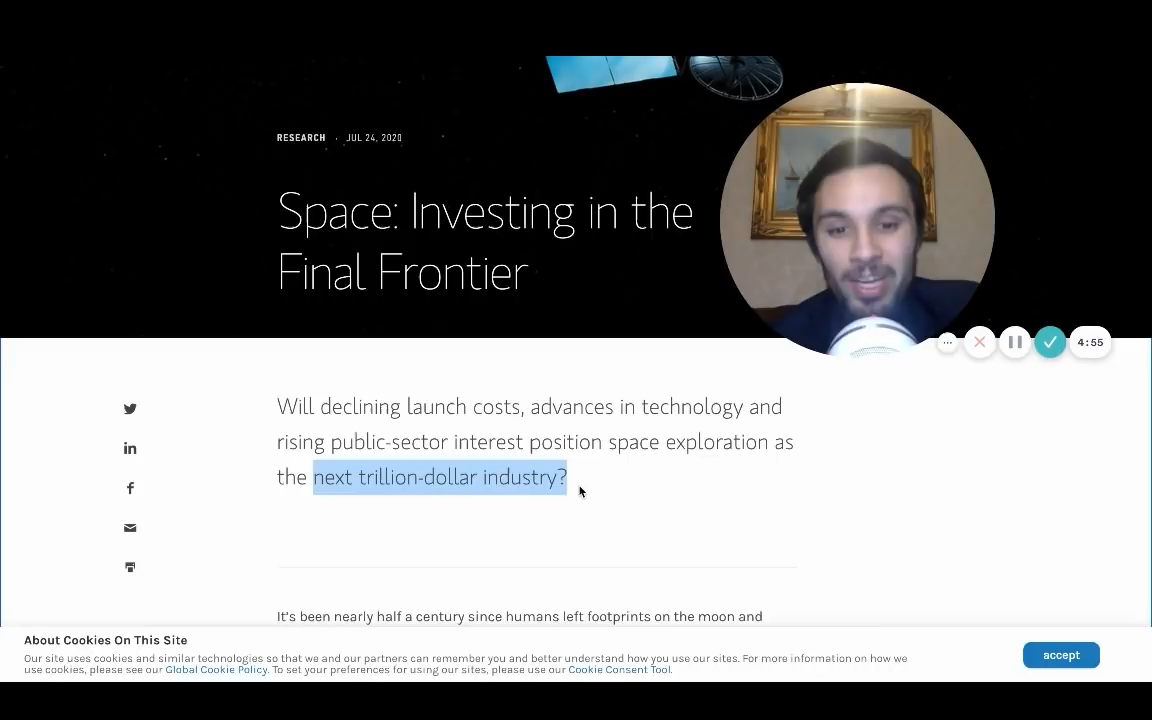 RESEARCH · JUL 24, 2020
Space: Investing in the
Final Frontier
4:55
Will declining launch costs, advances in technology and
rising public-sector interest position space exploration as
the next trillion-dollar industry?
It's been nearly half a century since humans left footprints on the moon and
About Cookies On This Site
Our site uses cookies and similar technologies so that we and our partners can remember you and better understand how you use our sites. For more information on how we
use cookies, please see our Global Cookie Policy. To set your preferences for using our sites, please use our Cookie Consent Tool.
accept